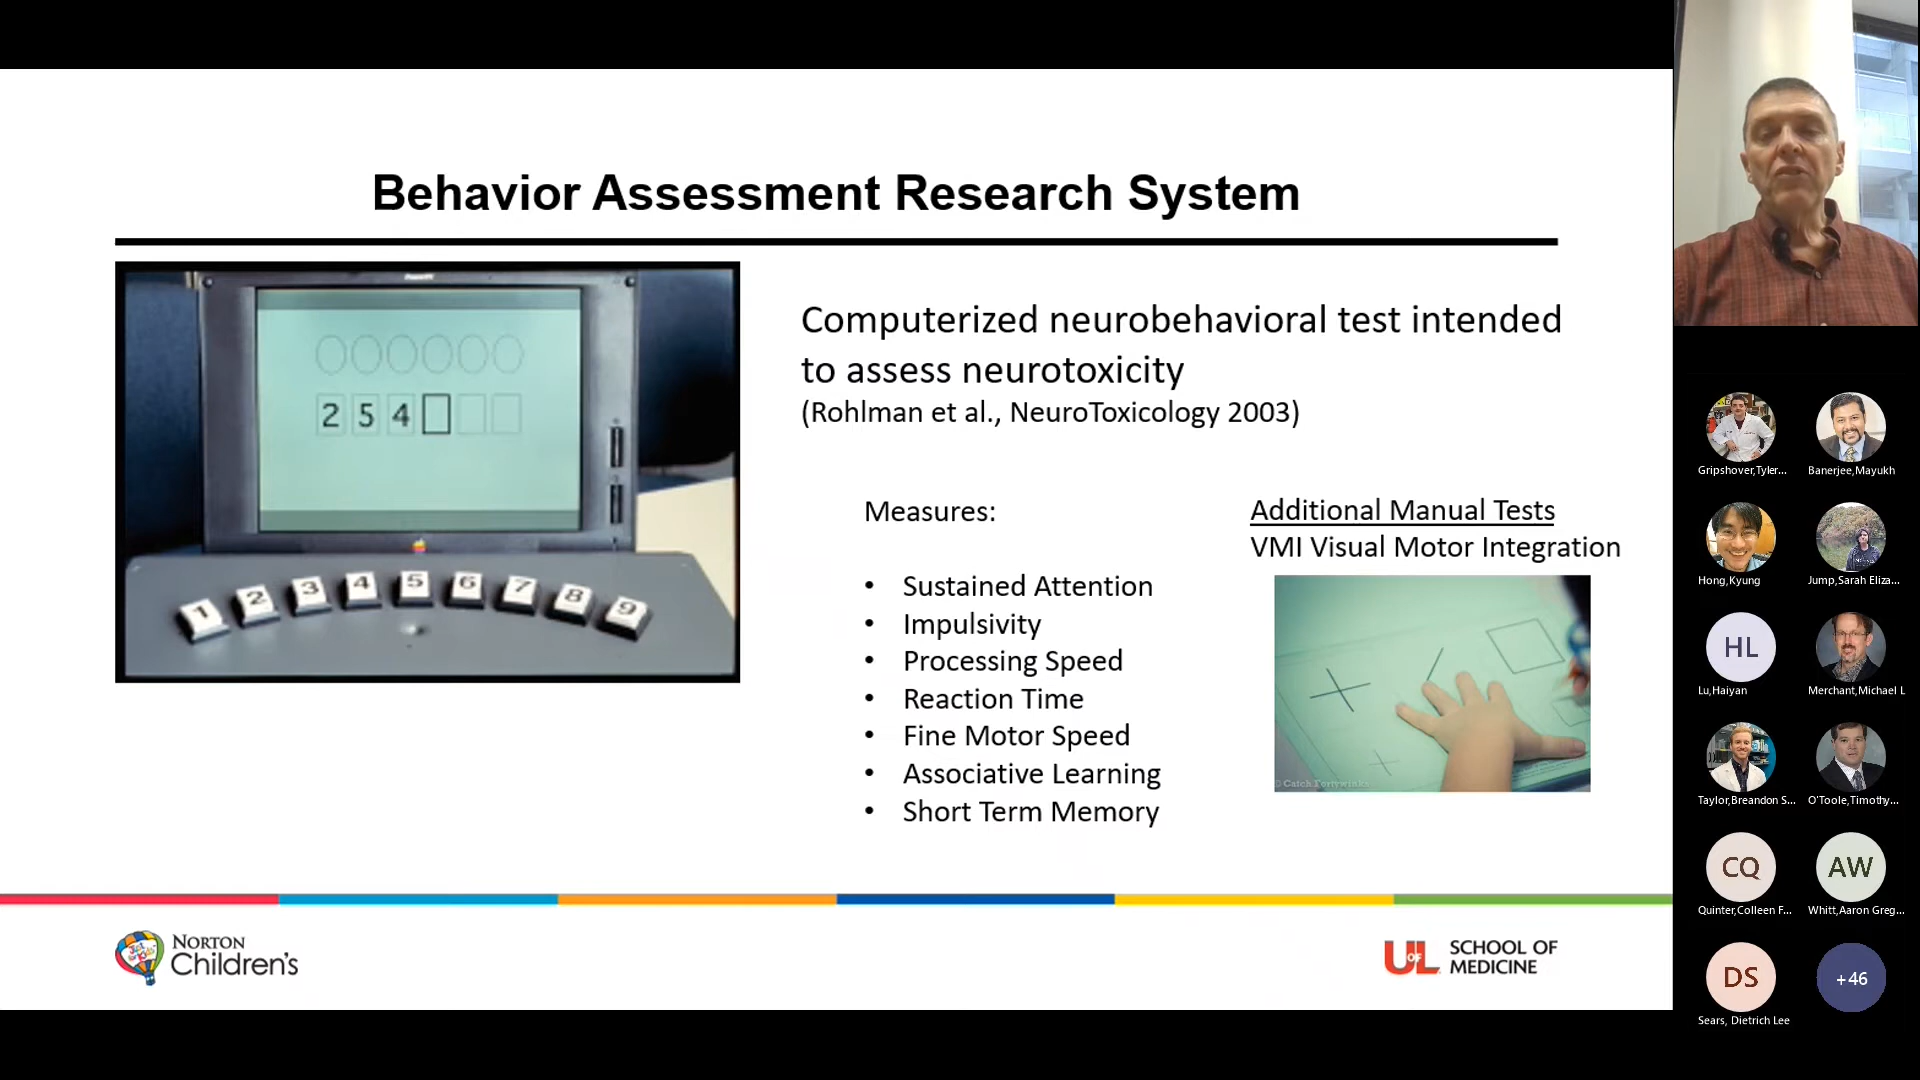 Behavior Assessment Research System
2 5 4
1 2 3 4 5 6 7 8 9
Computerized neurobehavioral test intended
to assess neurotoxicity
(Rohlman et al., NeuroToxicology 2003)
Measures:
• Sustained Attention
• Impulsivity
• Processing Speed
• Reaction Time
• Fine Motor Speed
• Associative Learning
• Short Term Memory
Additional Manual Tests
VMI Visual Motor Integration
© Catch Fortywinks
NORTON
Children's
UOFL
SCHOOL OF
MEDICINE
Gripshover,Tyler...
Banerjee,Mayukh
Hong,Kyung
Jump,Sarah Eliza...
HL
Lu,Haiyan
Merchant,Michael L
Taylor,Breandon S...
O'Toole,Timothy...
CQ
Quinter,Colleen F...
AW
Whitt,Aaron Greg...
DS
Sears, Dietrich Lee
+46